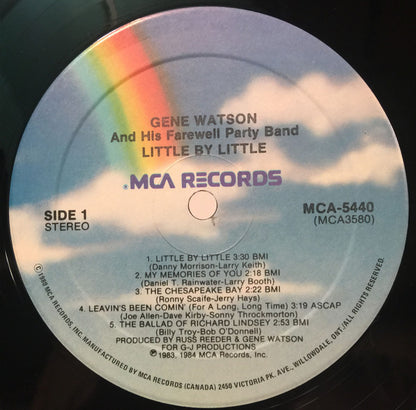 GENE WATSON
And His Farewell Party Band
LITTLE BY LITTLE
MCA RECORDS
SIDE 1
STEREO
MCA-5440
(MCA3580)
1. LITTLE BY LITTLE 3:30 BMI
(Danny Morrison-Larry Keith)
2. MY MEMORIES OF YOU 2:18 BMI
(Daniel T. Rainwater-Larry Booth)
3. THE CHESAPEAKE BAY 2:22 BMI
(Ronny Scaife-Jerry Hays)
4. LEAVIN'S BEEN COMIN' (For A Long, Long Time) 3:19 ASCAP
(Joe Allen-Dave Kirby-Sonny Throckmorton)
5. THE BALLAD OF RICHARD LINDSEY 2:53 BMI
(Billy Troy-Bob O'Donnell)
PRODUCED BY RUSS REEDER & GENE WATSON
FOR G-J PRODUCTIONS
℗ 1983, 1984 MCA Records, Inc.
MCA RECORDS, INC. MANUFACTURED BY MCA RECORDS (CANADA) 2450 VICTORIA PK. AVE., WILLOWDALE, ONT./ALL RIGHTS RESERVED.